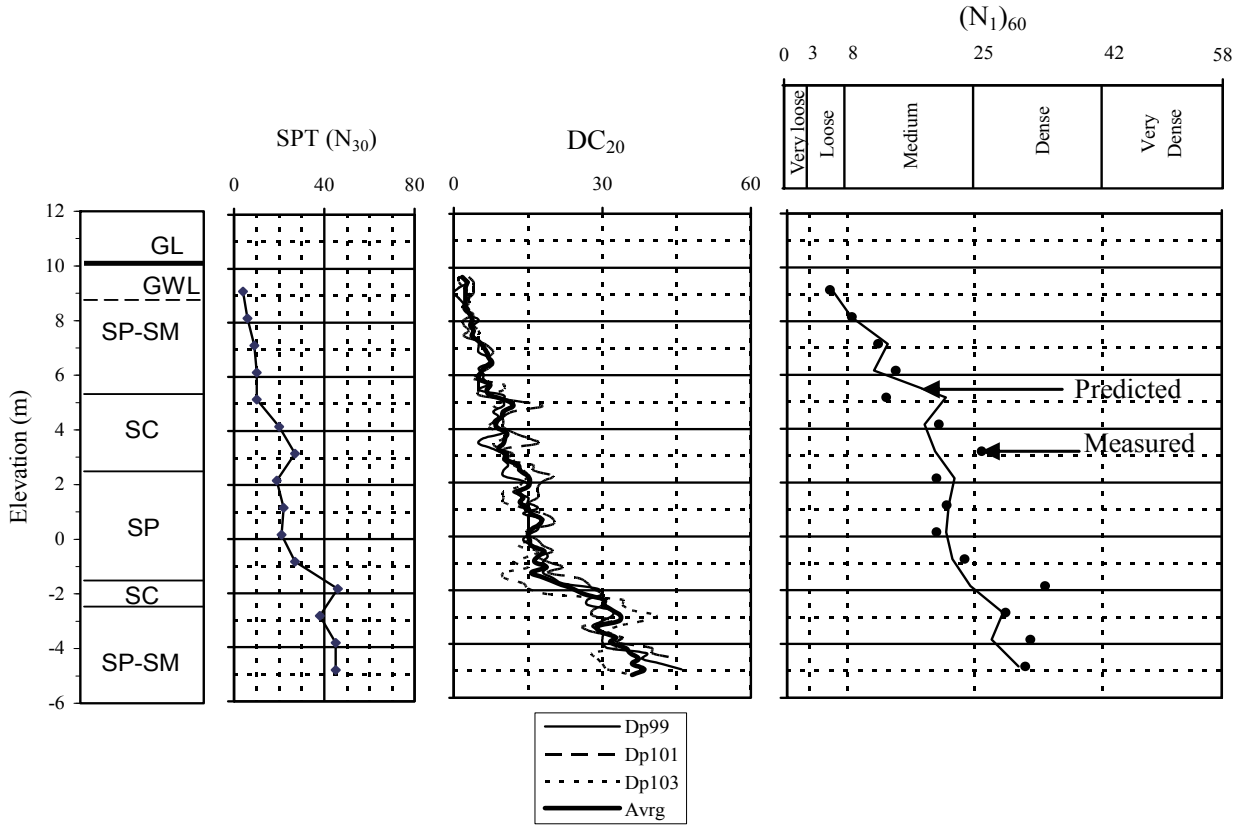 (N₁)₆₀
0 3 8 25 42 58
Very loose
Loose
Medium
Dense
Very Dense
SPT (N₃₀)
0 40 80
DC₂₀
0 30 60
Elevation (m)
12
10
8
6
4
2
0
-2
-4
-6
GL
GWL
SP-SM
SC
SP
SC
SP-SM
Predicted
Measured
Dp99
Dp101
Dp103
Avrg